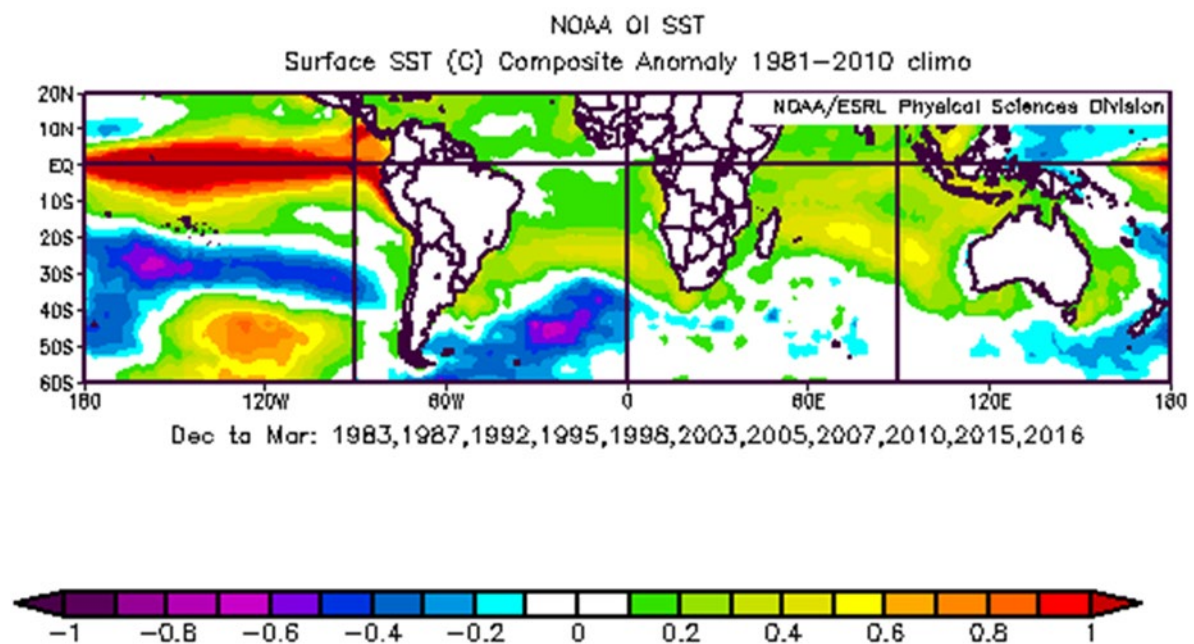 NOAA OI SST
Surface SST (C) Composite Anomaly 1981-2010 climo
NOAA/ESRL Physical Sciences Division
20N
10N
EQ
10S
20S
30S
40S
50S
60S
180 120W 60W 0 60E 120E 180
Dec to Mar: 1983,1987,1992,1995,1998,2003,2005,2007,2010,2015,2016
-1 -0.8 -0.6 -0.4 -0.2 0 0.2 0.4 0.6 0.8 1